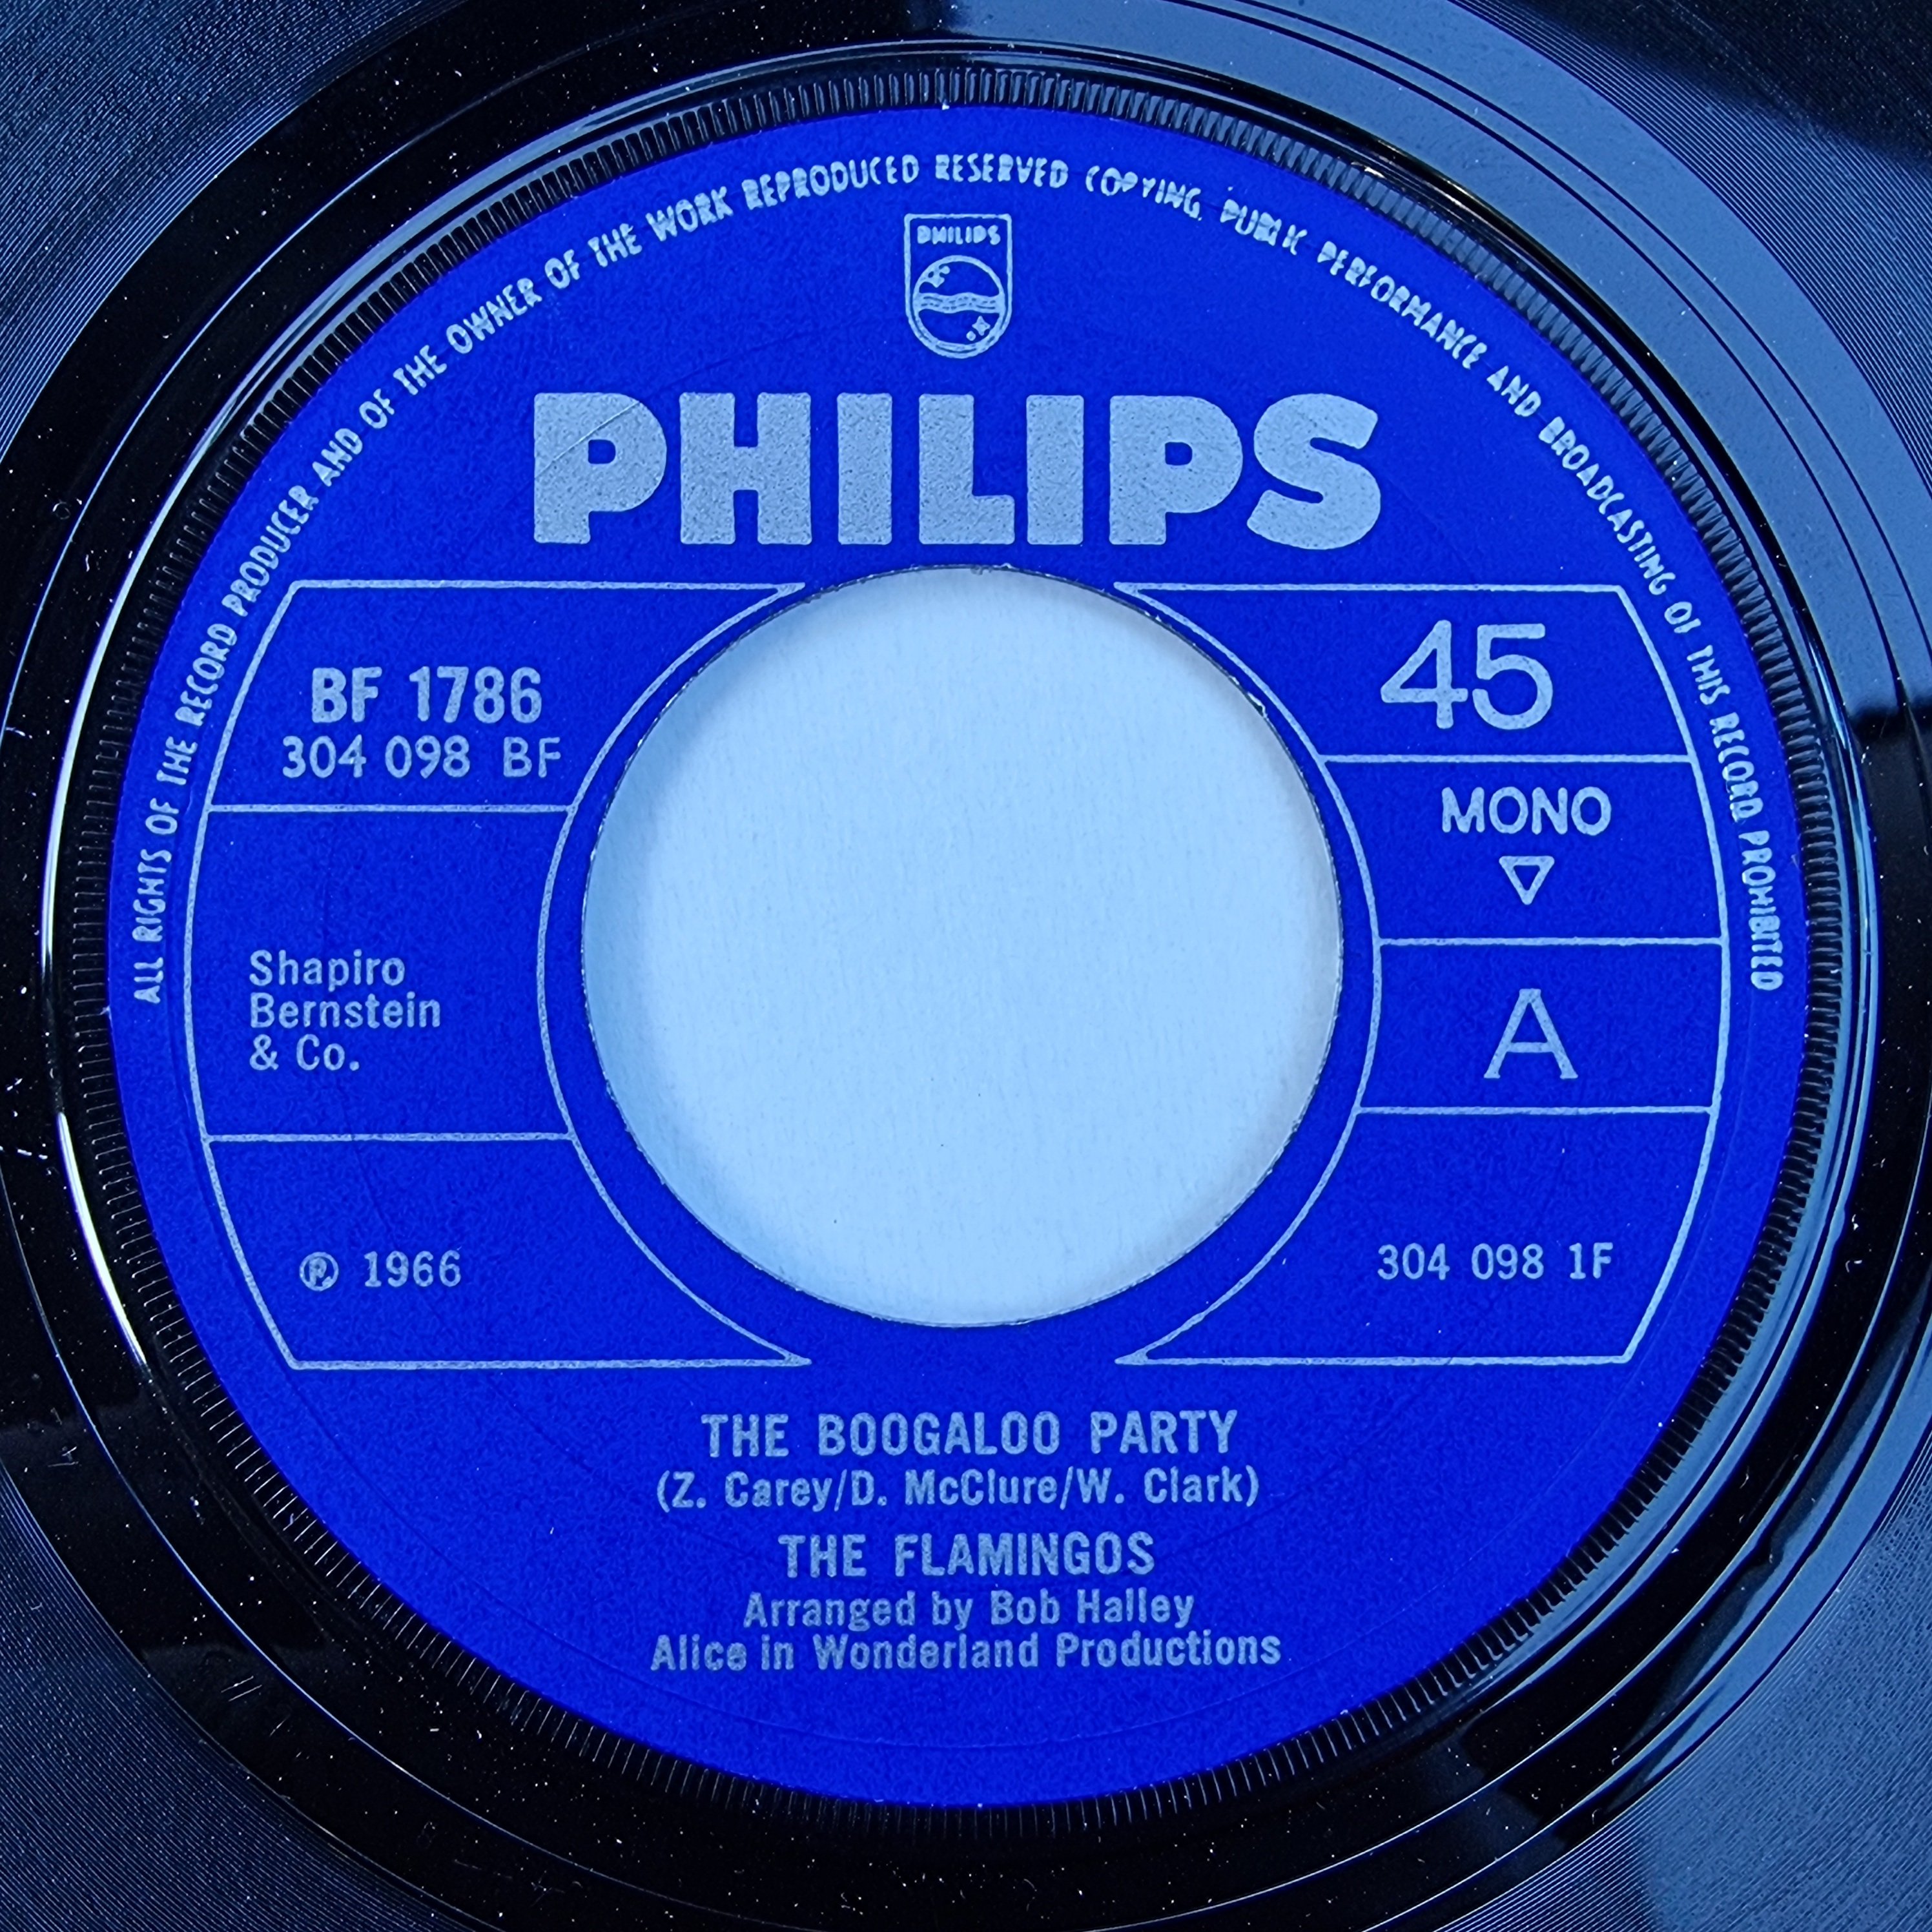 ALL RIGHTS OF THE RECORD PRODUCER AND OF THE OWNER OF THE WORK REPRODUCED RESERVED COPYING, PUBLIC PERFORMANCE AND BROADCASTING OF THIS RECORD PROHIBITED
PHILIPS
PHILIPS
BF 1786
304 098 BF
45
MONO
▽
Shapiro
Bernstein
& Co.
A
℗ 1966
304 098 1F
THE BOOGALOO PARTY
(Z. Carey/D. McClure/W. Clark)
THE FLAMINGOS
Arranged by Bob Halley
Alice in Wonderland Productions